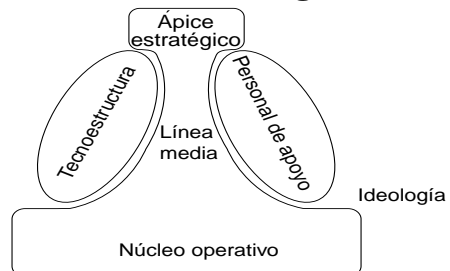 Ápice
estratégico
Tecnoestructura
Personal de apoyo
Línea
media
Ideología
Núcleo operativo